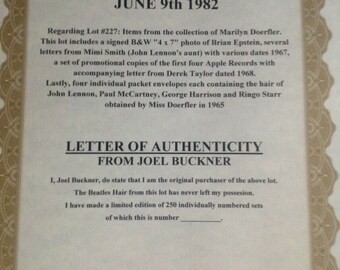 JUNE 9th 1982
Regarding Lot #227: Items from the collection of Marilyn Doerfler.
This lot includes a signed B&W "4 x 7" photo of Brian Epstein, several
letters from Mimi Smith (John Lennon's aunt) with various dates 1967,
a set of promotional copies of the first four Apple Records with
accompanying letter from Derek Taylor dated 1968.
Lastly, four individual packet envelopes each containing the hair of
John Lennon, Paul McCartney, George Harrison and Ringo Starr
obtained by Miss Doerfler in 1965
LETTER OF AUTHENTICITY
FROM JOEL BUCKNER
I, Joel Buckner, do state that I am the original purchaser of the above lot.
The Beatles Hair from this lot has never left my possesion.
I have made a limited edition of 250 individually numbered sets
of which this is number __________.